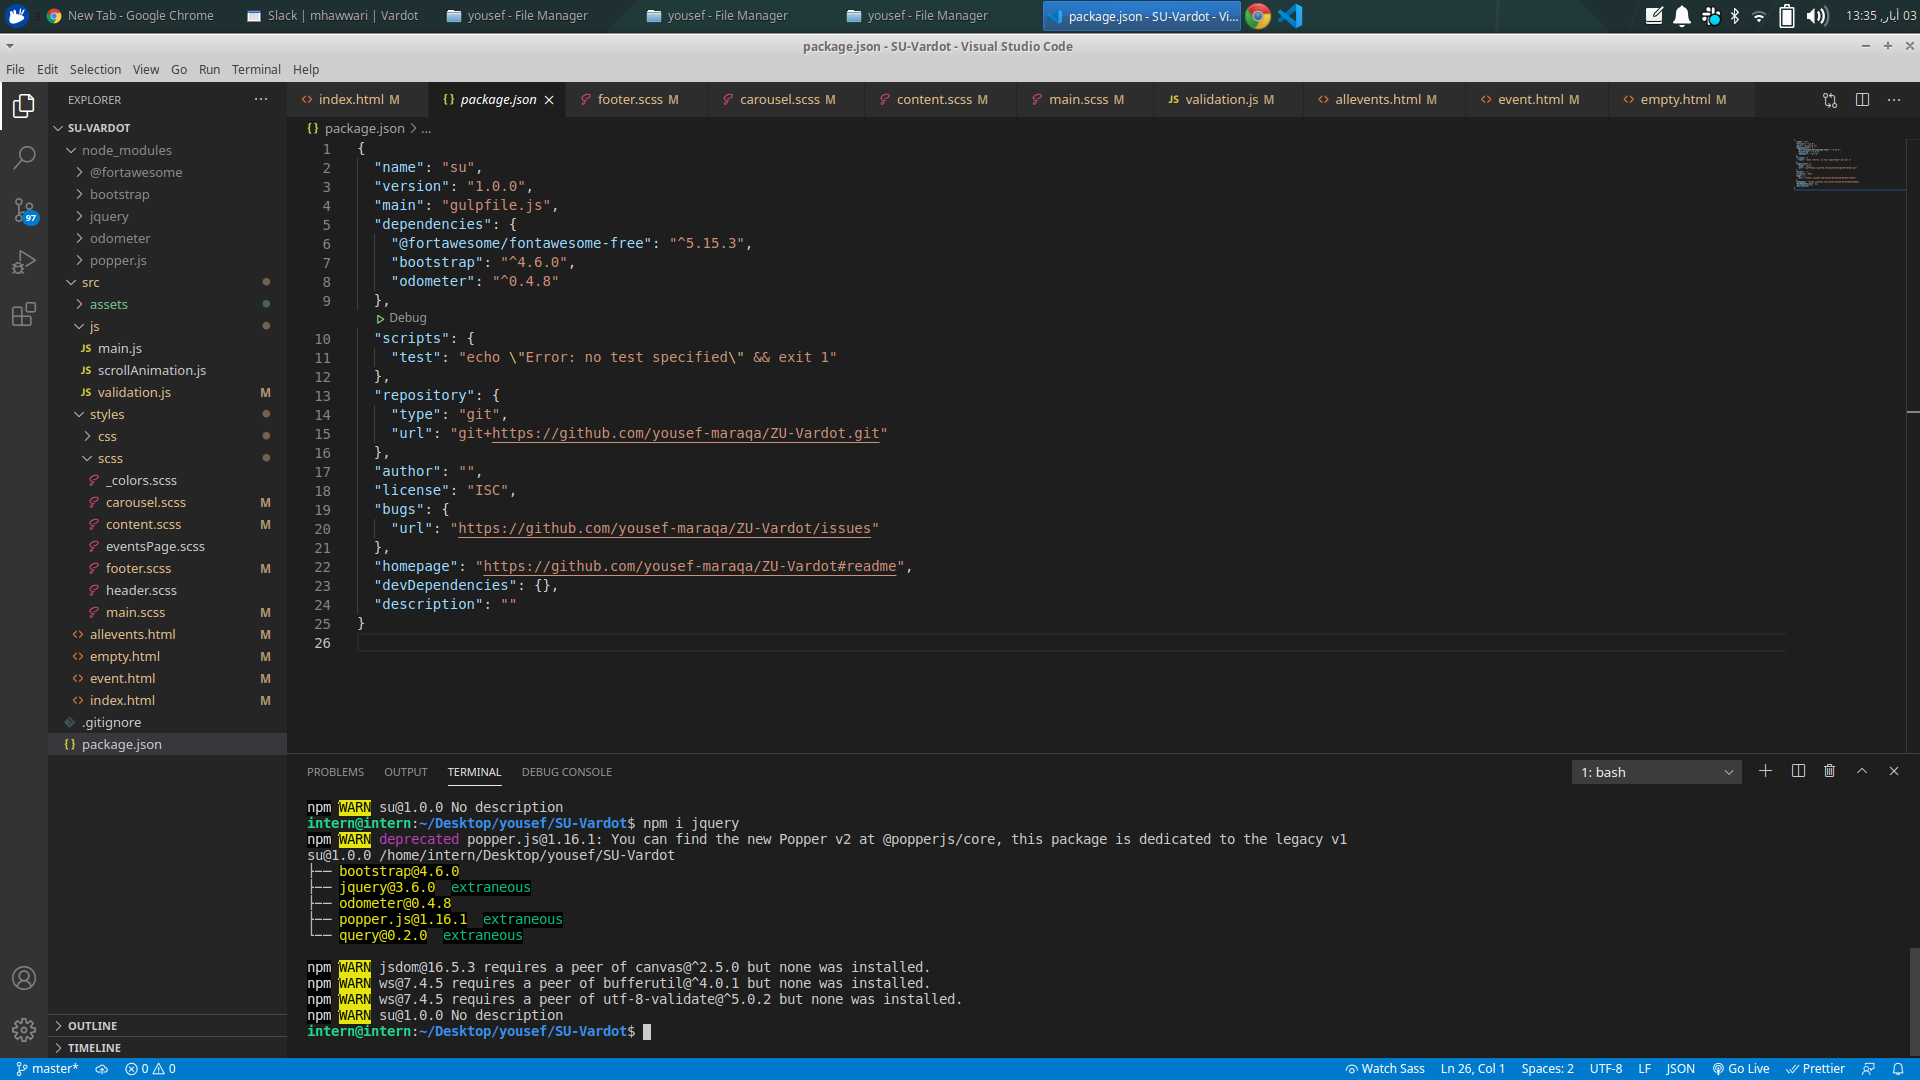 New Tab - Google Chrome
Slack | mhawwari | Vardot
yousef - File Manager
yousef - File Manager
yousef - File Manager
package.json - SU-Vardot - Vi...
03 أيار, 13:35
package.json - SU-Vardot - Visual Studio Code
File Edit Selection View Go Run Terminal Help
EXPLORER
SU-VARDOT
node_modules
@fortawesome
bootstrap
jquery
odometer
popper.js
src
assets
js
JS main.js
JS scrollAnimation.js
JS validation.js M
styles
css
scss
_colors.scss
carousel.scss M
content.scss M
eventsPage.scss
footer.scss M
header.scss
main.scss M
allevents.html M
empty.html M
event.html M
index.html M
.gitignore
{} package.json
OUTLINE
TIMELINE
97
index.html M
{} package.json
footer.scss M
carousel.scss M
content.scss M
main.scss M
JS validation.js M
allevents.html M
event.html M
empty.html M
{} package.json > ...
1 {
2 "name": "su",
3 "version": "1.0.0",
4 "main": "gulpfile.js",
5 "dependencies": {
6 "@fortawesome/fontawesome-free": "^5.15.3",
7 "bootstrap": "^4.6.0",
8 "odometer": "^0.4.8"
9 },
Debug
10 "scripts": {
11 "test": "echo \"Error: no test specified\" && exit 1"
12 },
13 "repository": {
14 "type": "git",
15 "url": "git+https://github.com/yousef-maraqa/ZU-Vardot.git"
16 },
17 "author": "",
18 "license": "ISC",
19 "bugs": {
20 "url": "https://github.com/yousef-maraqa/ZU-Vardot/issues"
21 },
22 "homepage": "https://github.com/yousef-maraqa/ZU-Vardot#readme",
23 "devDependencies": {},
24 "description": ""
25 }
26
PROBLEMS OUTPUT TERMINAL DEBUG CONSOLE
1: bash
npm WARN su@1.0.0 No description
intern@intern:~/Desktop/yousef/SU-Vardot$ npm i jquery
npm WARN deprecated popper.js@1.16.1: You can find the new Popper v2 at @popperjs/core, this package is dedicated to the legacy v1
su@1.0.0 /home/intern/Desktop/yousef/SU-Vardot
├── bootstrap@4.6.0
├── jquery@3.6.0 extraneous
├── odometer@0.4.8
├── popper.js@1.16.1 extraneous
└── query@0.2.0 extraneous
npm WARN jsdom@16.5.3 requires a peer of canvas@^2.5.0 but none was installed.
npm WARN ws@7.4.5 requires a peer of bufferutil@^4.0.1 but none was installed.
npm WARN ws@7.4.5 requires a peer of utf-8-validate@^5.0.2 but none was installed.
npm WARN su@1.0.0 No description
intern@intern:~/Desktop/yousef/SU-Vardot$
master* 0 0
Watch Sass Ln 26, Col 1 Spaces: 2 UTF-8 LF JSON Go Live Prettier